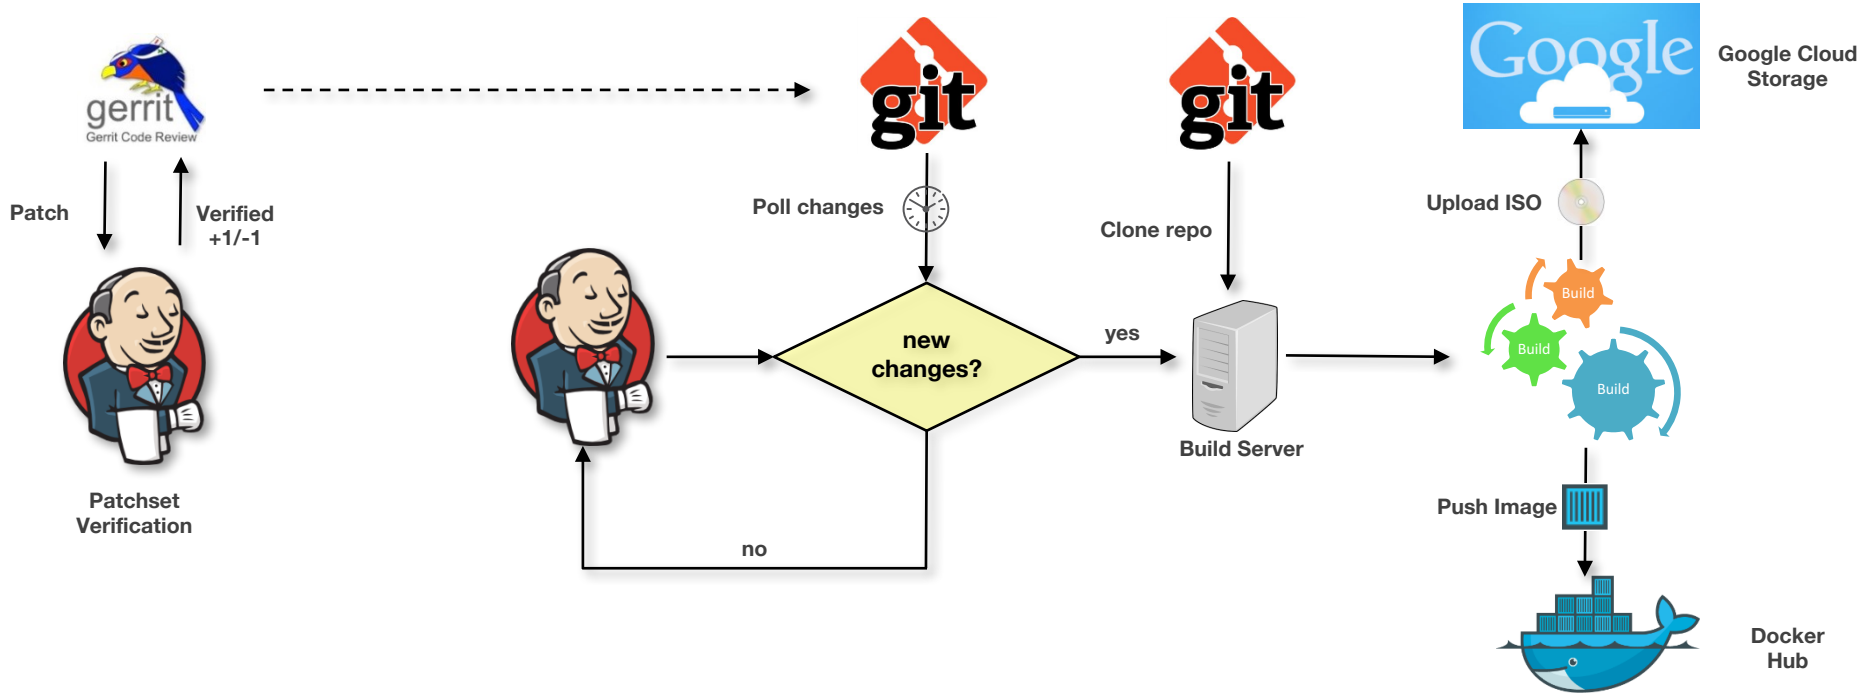 gerrit
Gerrit Code Review
Patch
Verified
+1/-1
Patchset
Verification
git
Poll changes
new
changes?
no
yes
git
Clone repo
Build Server
Google
Google Cloud
Storage
Upload ISO
Build
Build
Build
Push Image
Docker
Hub